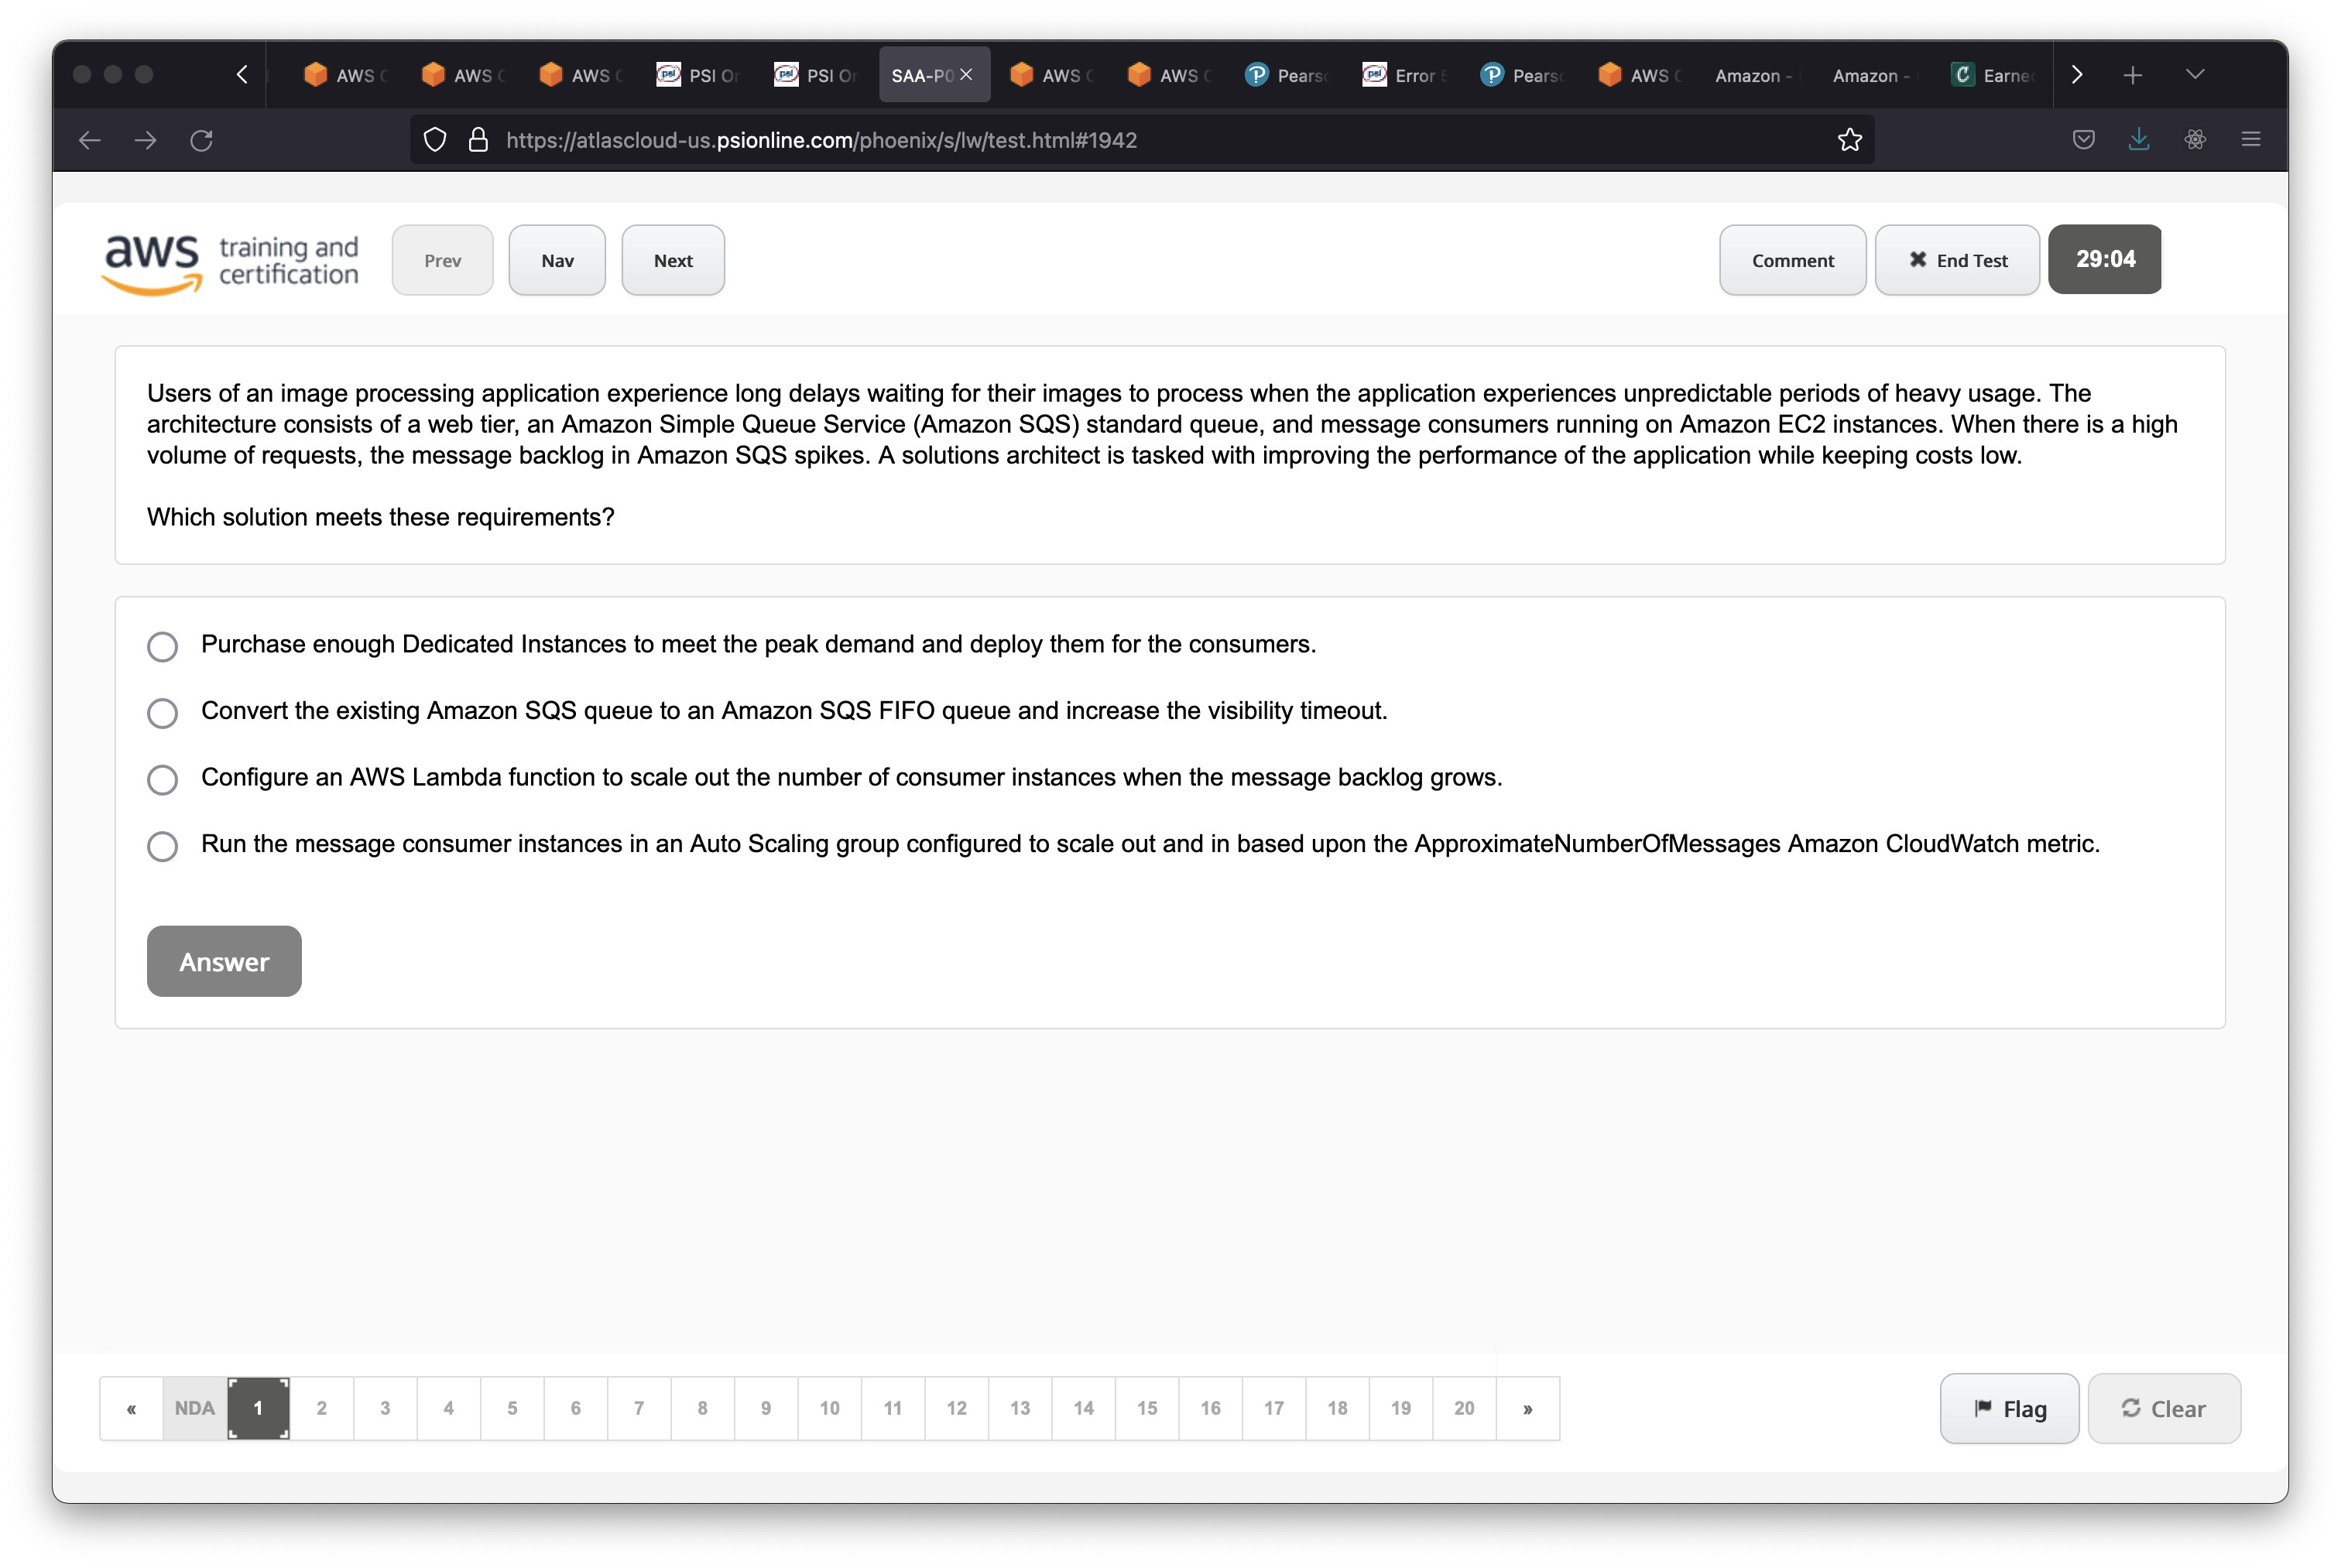 AWS
AWS
AWS
PSI
PSI
SAA-P0
AWS
AWS
Pears
Error
Pears
AWS
Amazon -
Amazon -
Earne
https://atlascloud-us.psionline.com/phoenix/s/lw/test.html#1942
aws training and certification
Prev
Nav
Next
Comment
End Test
29:04
Users of an image processing application experience long delays waiting for their images to process when the application experiences unpredictable periods of heavy usage. The
architecture consists of a web tier, an Amazon Simple Queue Service (Amazon SQS) standard queue, and message consumers running on Amazon EC2 instances. When there is a high
volume of requests, the message backlog in Amazon SQS spikes. A solutions architect is tasked with improving the performance of the application while keeping costs low.
Which solution meets these requirements?
Purchase enough Dedicated Instances to meet the peak demand and deploy them for the consumers.
Convert the existing Amazon SQS queue to an Amazon SQS FIFO queue and increase the visibility timeout.
Configure an AWS Lambda function to scale out the number of consumer instances when the message backlog grows.
Run the message consumer instances in an Auto Scaling group configured to scale out and in based upon the ApproximateNumberOfMessages Amazon CloudWatch metric.
Answer
« NDA 1 2 3 4 5 6 7 8 9 10 11 12 13 14 15 16 17 18 19 20 »
Flag
Clear